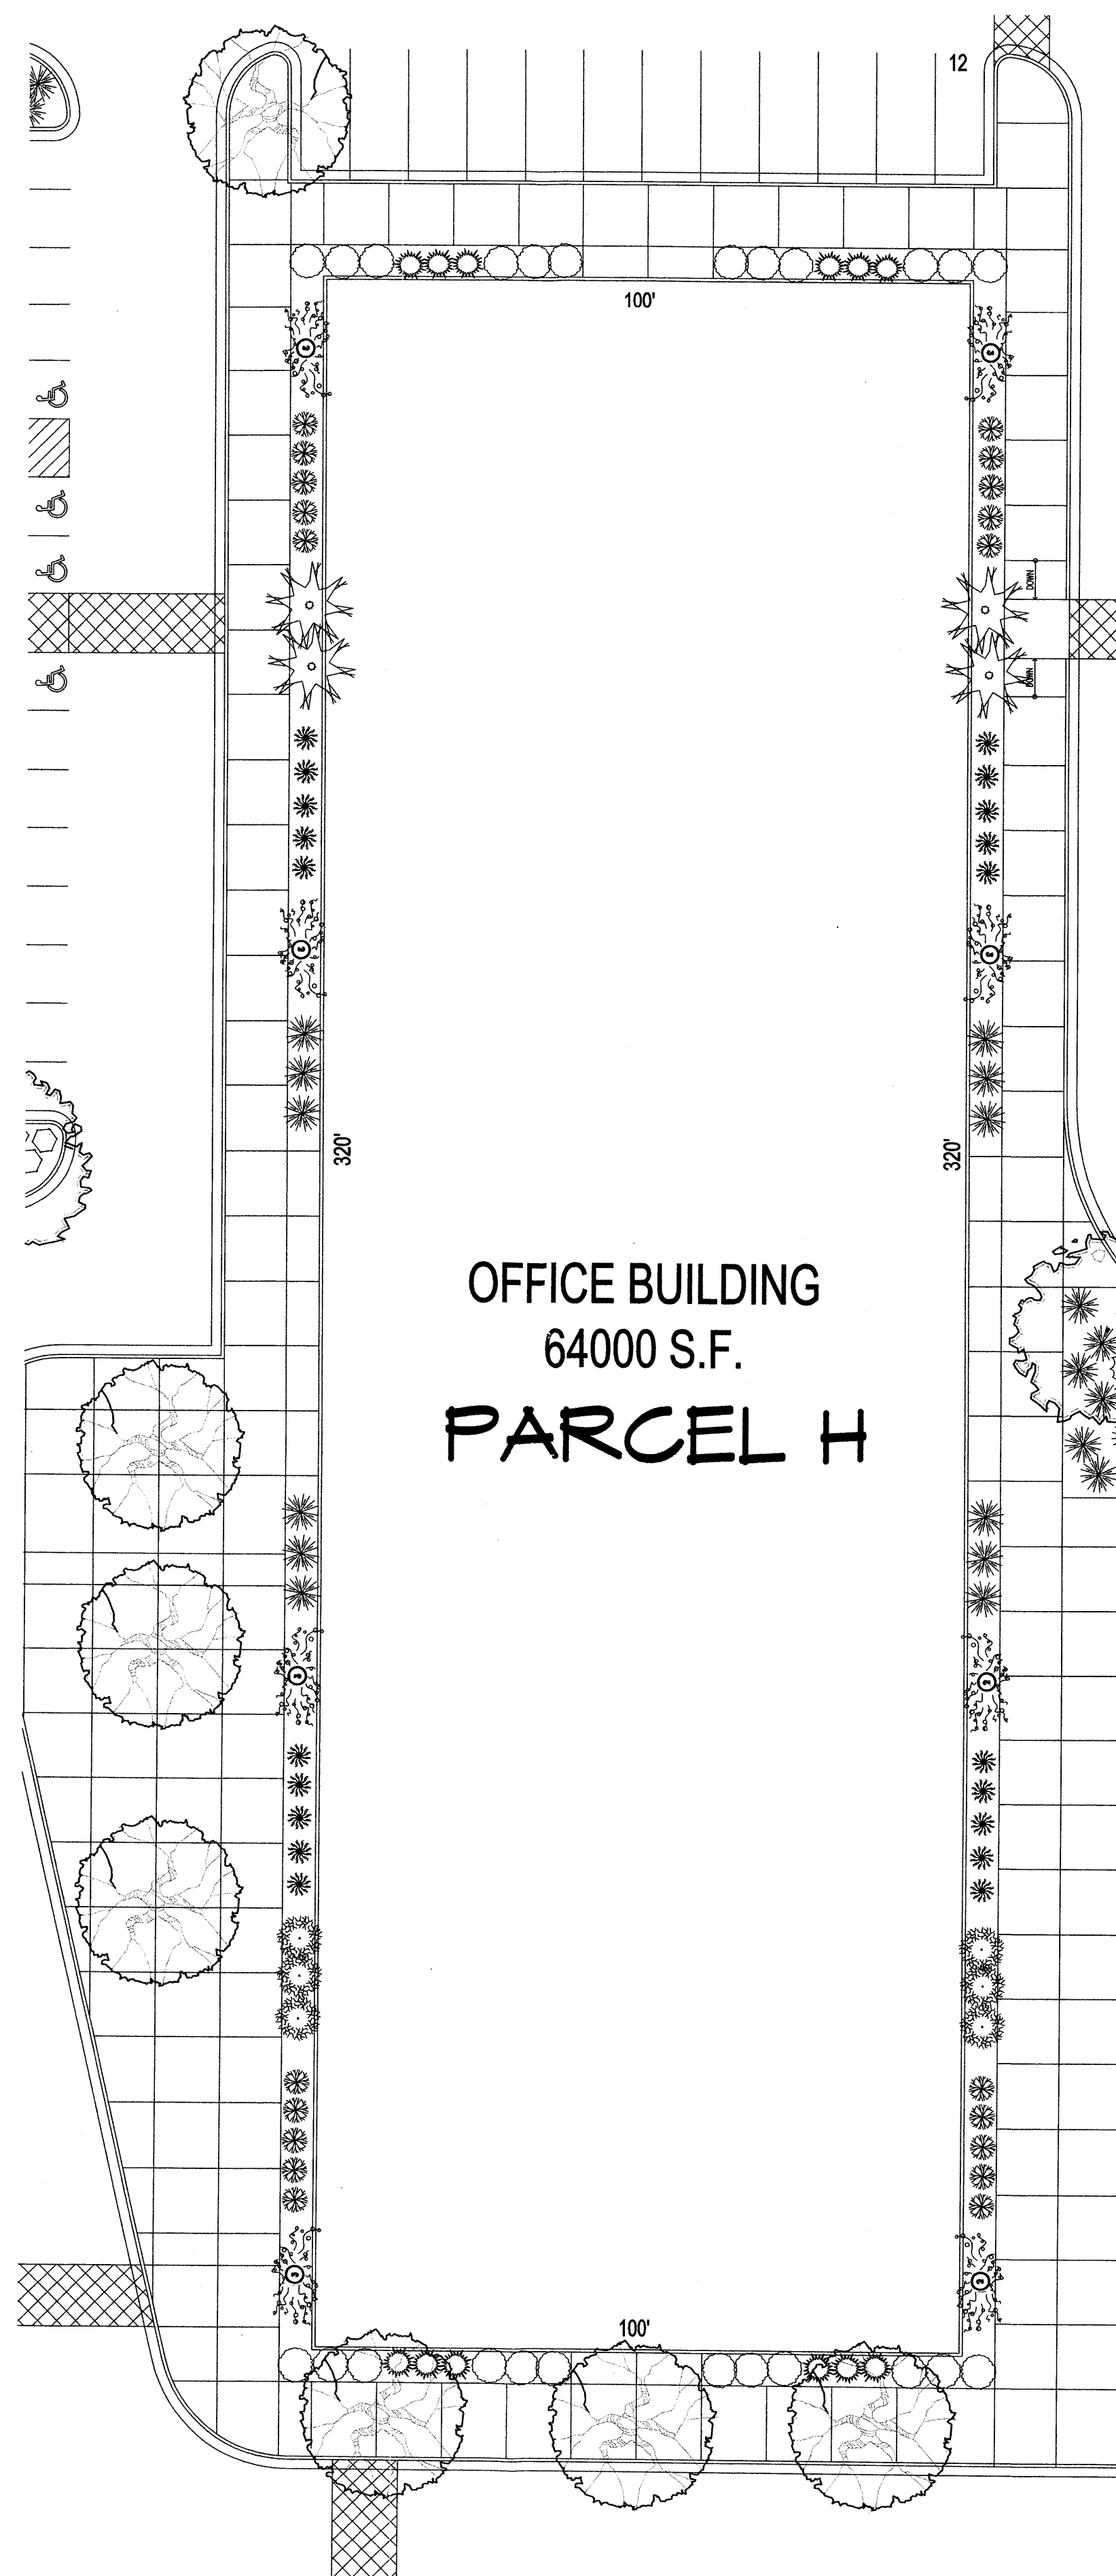 12
100'
DOWN
DOWN
320'
320'
OFFICE BUILDING
64000 S.F.
PARCEL H
100'